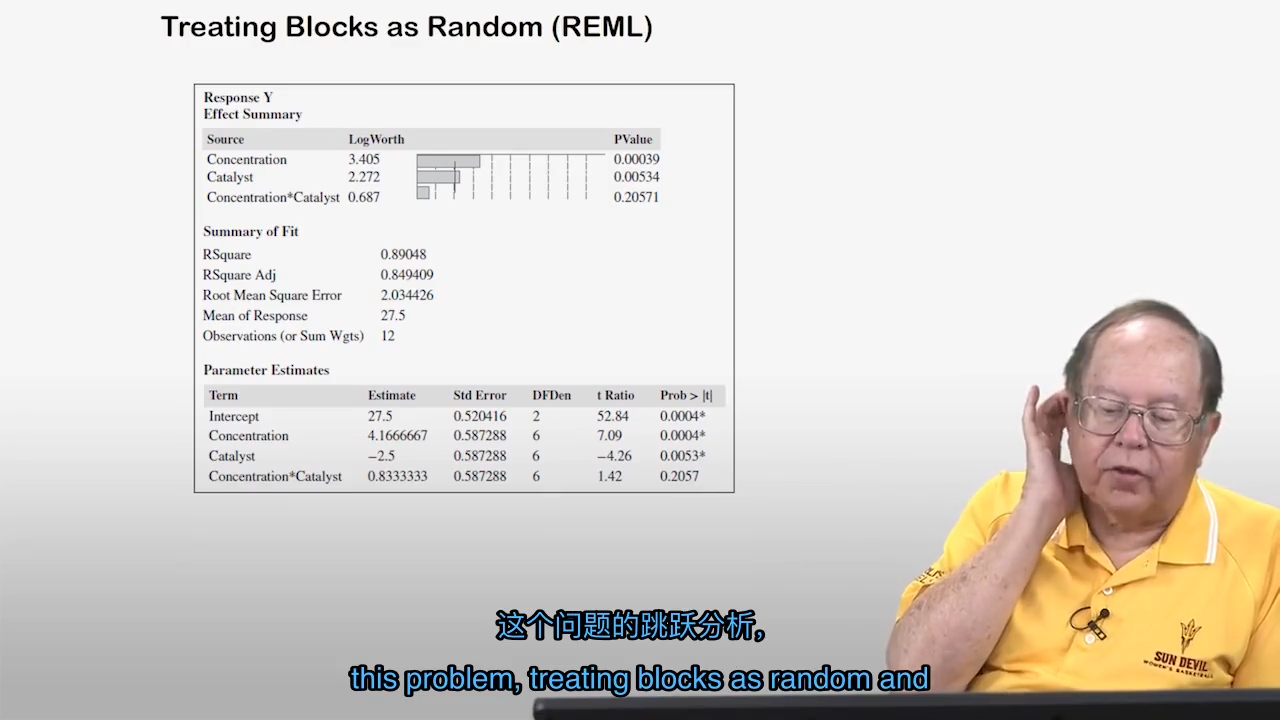 Treating Blocks as Random (REML)
Response Y
Effect Summary
Source LogWorth PValue
Concentration 3.405 0.00039
Catalyst 2.272 0.00534
Concentration*Catalyst 0.687 0.20571
Summary of Fit
RSquare 0.89048
RSquare Adj 0.849409
Root Mean Square Error 2.034426
Mean of Response 27.5
Observations (or Sum Wgts) 12
Parameter Estimates
Term Estimate Std Error DFDen t Ratio Prob > |t|
Intercept 27.5 0.520416 2 52.84 0.0004*
Concentration 4.1666667 0.587288 6 7.09 0.0004*
Catalyst −2.5 0.587288 6 −4.26 0.0053*
Concentration*Catalyst 0.8333333 0.587288 6 1.42 0.2057
SUN DEVIL
WOMEN'S BASKETBALL
这个问题的跳跃分析,
this problem, treating blocks as random and